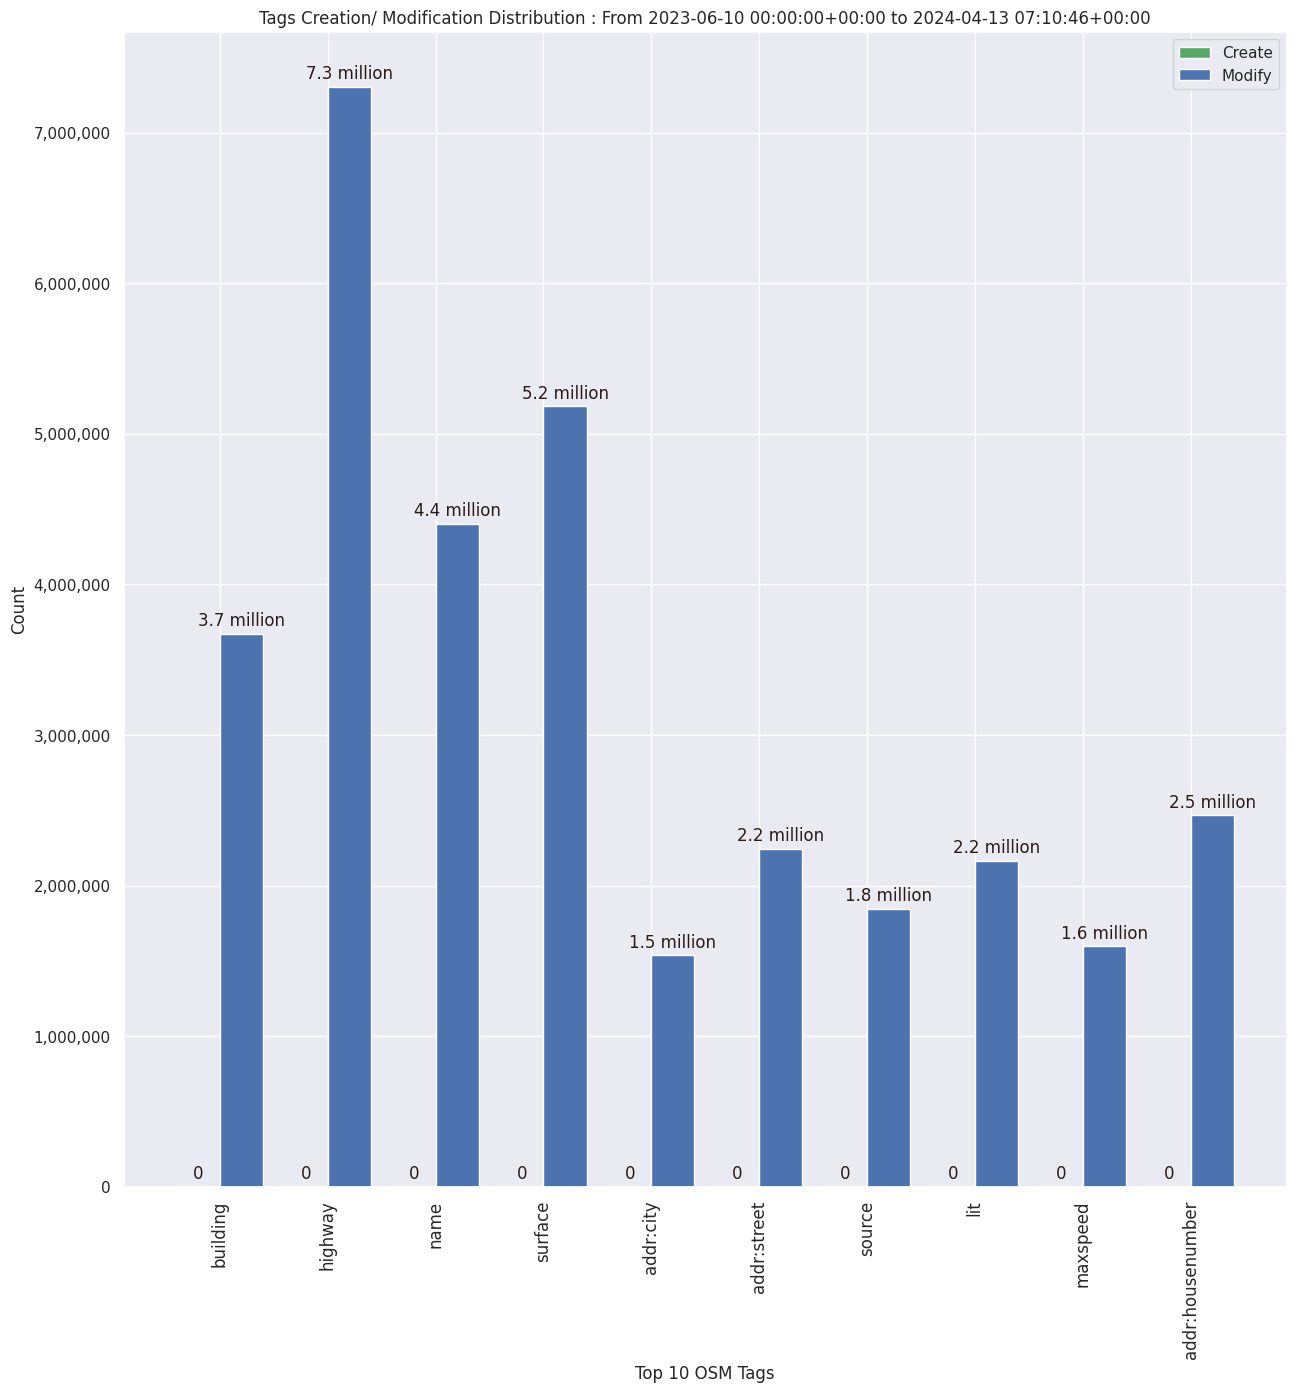 Tags Creation/ Modification Distribution : From 2023-06-10 00:00:00+00:00 to 2024-04-13 07:10:46+00:00
Create
Modify
Count
7,000,000
6,000,000
5,000,000
4,000,000
3,000,000
2,000,000
1,000,000
0
0
3.7 million
0
7.3 million
0
4.4 million
0
5.2 million
0
1.5 million
0
2.2 million
0
1.8 million
0
2.2 million
0
1.6 million
0
2.5 million
building
highway
name
surface
addr:city
addr:street
source
lit
maxspeed
addr:housenumber
Top 10 OSM Tags